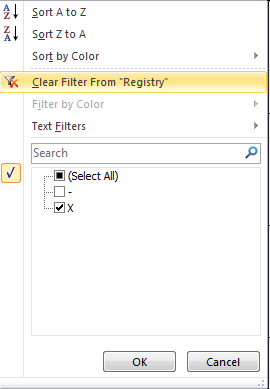 Sort A to Z
Sort Z to A
Sort by Color
Clear Filter From "Registry"
Filter by Color
Text Filters
Search
(Select All)
-
X
OK
Cancel